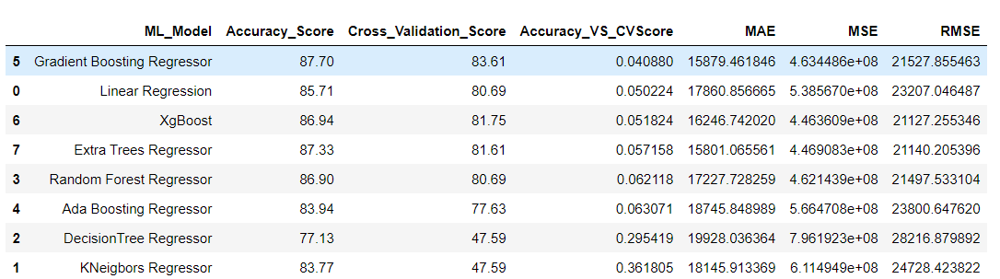 ML_Model Accuracy_Score Cross_Validation_Score Accuracy_VS_CVScore MAE MSE RMSE
5 Gradient Boosting Regressor 87.70 83.61 0.040880 15879.461846 4.634486e+08 21527.855463
0 Linear Regression 85.71 80.69 0.050224 17860.856665 5.385670e+08 23207.046487
6 XgBoost 86.94 81.75 0.051824 16246.742020 4.463609e+08 21127.255346
7 Extra Trees Regressor 87.33 81.61 0.057158 15801.065561 4.469083e+08 21140.205396
3 Random Forest Regressor 86.90 80.69 0.062118 17227.728259 4.621439e+08 21497.533104
4 Ada Boosting Regressor 83.94 77.63 0.063071 18745.848989 5.664708e+08 23800.647620
2 DecisionTree Regressor 77.13 47.59 0.295419 19928.036364 7.961923e+08 28216.879892
1 KNeigbors Regressor 83.77 47.59 0.361805 18145.913369 6.114949e+08 24728.423822